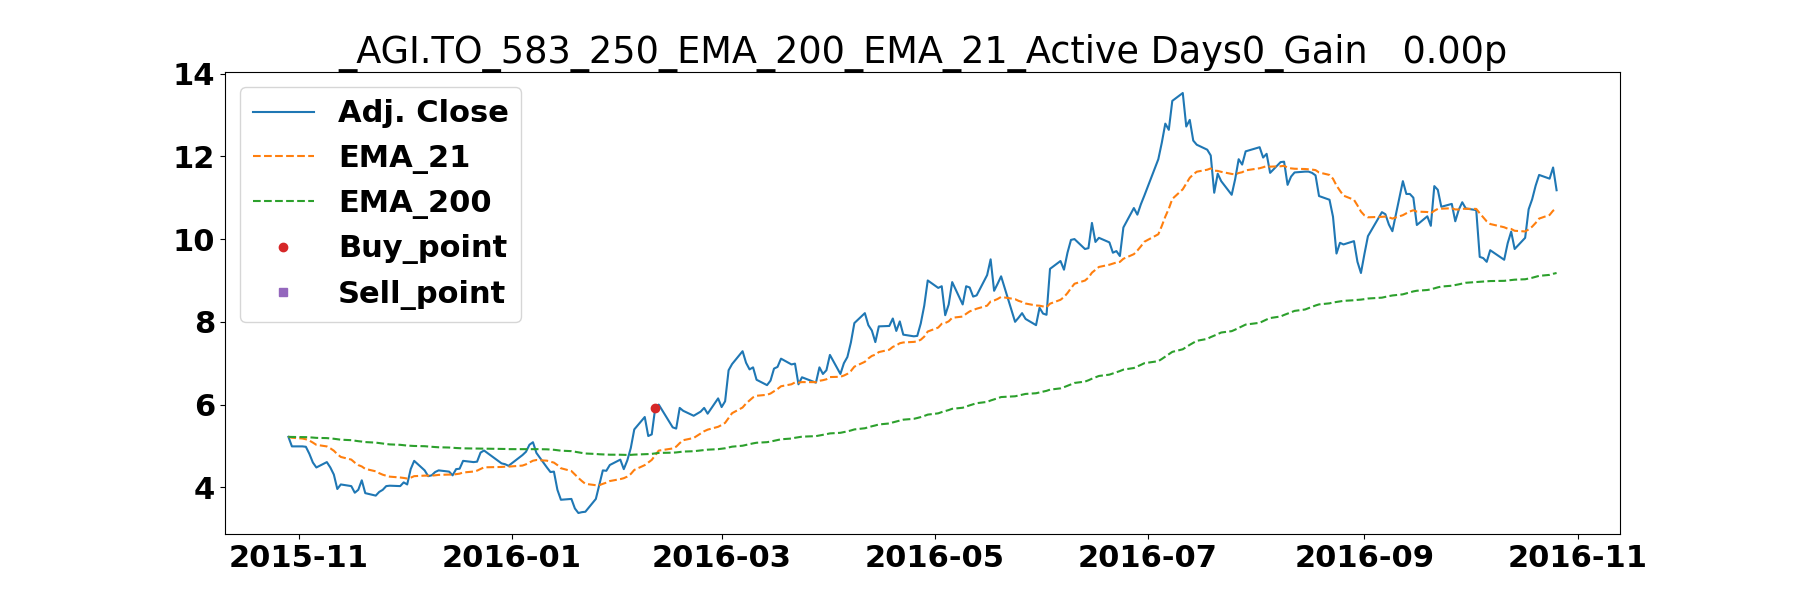 _AGI.TO_583_250_EMA_200_EMA_21_Active Days0_Gain   0.00p
14
12
10
8
6
4
Adj. Close
EMA_21
EMA_200
Buy_point
Sell_point
2015-11 2016-01 2016-03 2016-05 2016-07 2016-09 2016-11